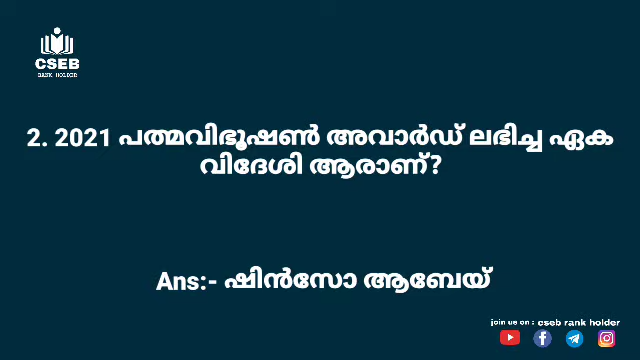 CSEB
RANK HOLDER
2. 2021 പത്മവിഭൂഷൺ അവാർഡ് ലഭിച്ച ഏക
വിദേശി ആരാണ്?
Ans:- ഷിൻസോ ആബേയ്
join us on : cseb rank holder